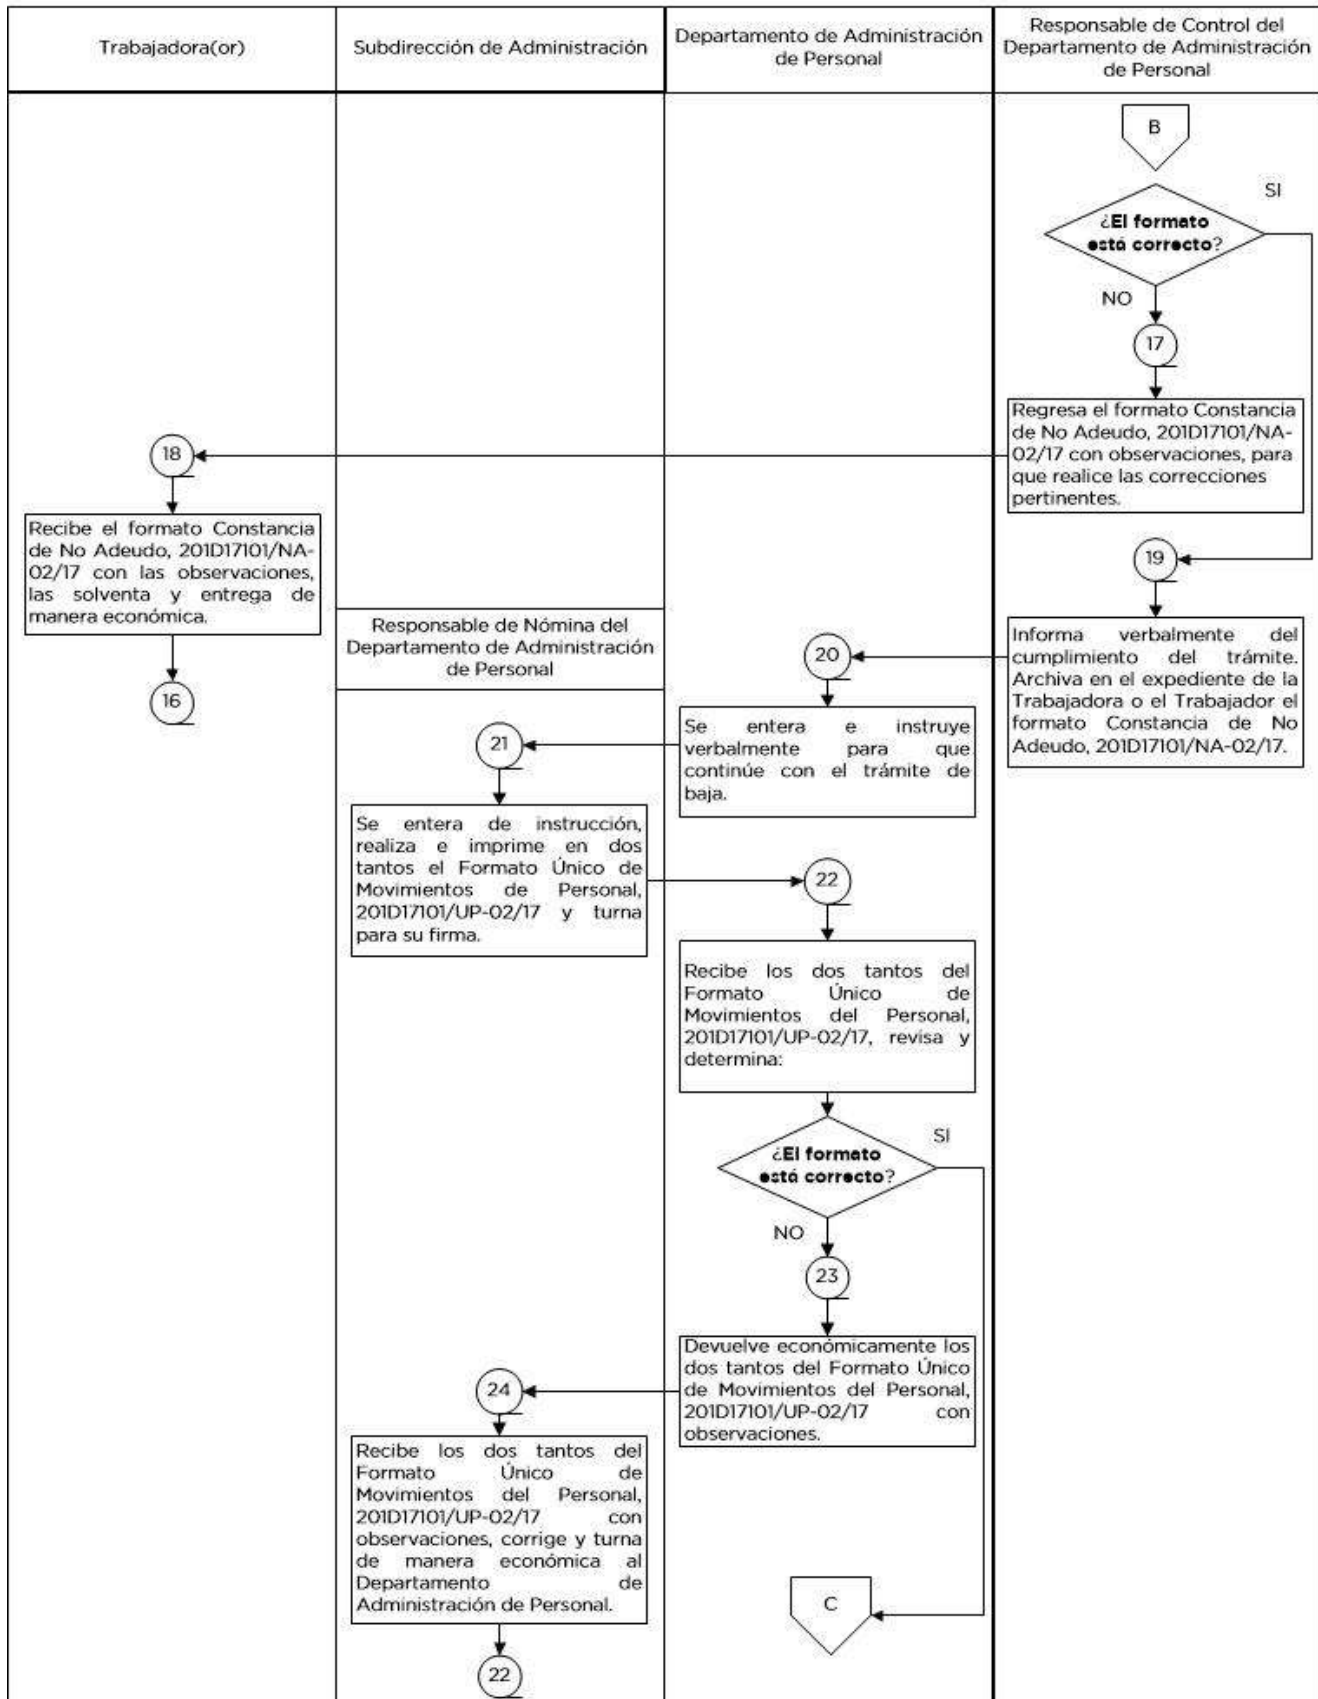 Trabajadora(or)
Subdirección de Administración
Departamento de Administración
de Personal
Responsable de Control del
Departamento de Administración
de Personal
B
¿El formato
está correcto?
SI
NO
17
Regresa el formato Constancia
de No Adeudo, 201D17101/NA-
02/17 con observaciones, para
que realice las correcciones
pertinentes.
18
Recibe el formato Constancia
de No Adeudo, 201D17101/NA-
02/17 con las observaciones,
las solventa y entrega de
manera económica.
16
19
Informa verbalmente del
cumplimiento del trámite.
Archiva en el expediente de la
Trabajadora o el Trabajador el
formato Constancia de No
Adeudo, 201D17101/NA-02/17.
Responsable de Nómina del
Departamento de Administración
de Personal
20
Se entera e instruye
verbalmente para que
continúe con el trámite de
baja.
21
Se entera de instrucción,
realiza e imprime en dos
tantos el Formato Único de
Movimientos de Personal,
201D17101/UP-02/17 y turna
para su firma.
22
Recibe los dos tantos del
Formato Único de
Movimientos del Personal,
201D17101/UP-02/17, revisa y
determina:
¿El formato
está correcto?
SI
NO
23
Devuelve económicamente los
dos tantos del Formato Único
de Movimientos del Personal,
201D17101/UP-02/17 con
observaciones.
24
Recibe los dos tantos del
Formato Único de
Movimientos del Personal,
201D17101/UP-02/17 con
observaciones, corrige y turna
de manera económica al
Departamento de
Administración de Personal.
22
C